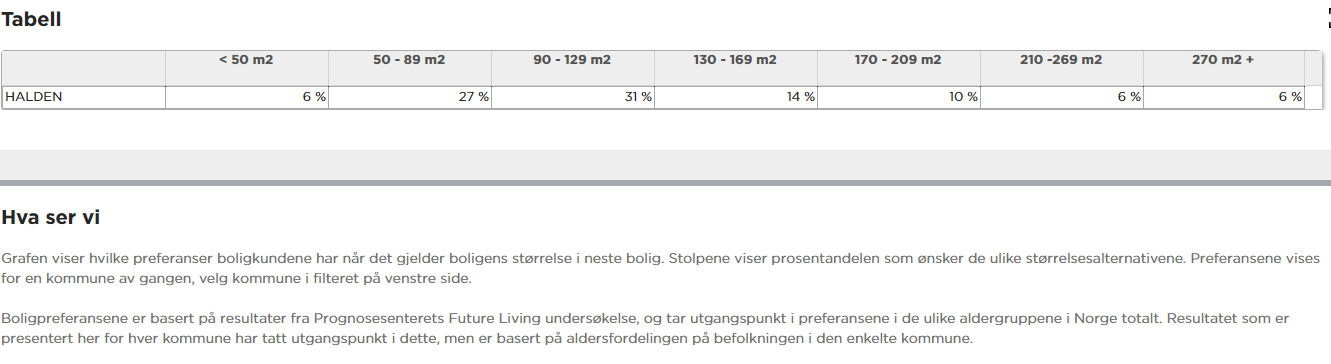 Tabell
< 50 m2 50 - 89 m2 90 - 129 m2 130 - 169 m2 170 - 209 m2 210 -269 m2 270 m2 +
HALDEN 6 % 27 % 31 % 14 % 10 % 6 % 6 %
Hva ser vi
Grafen viser hvilke preferanser boligkundene har når det gjelder boligens størrelse i neste bolig. Stolpene viser prosentandelen som ønsker de ulike størrelsesalternativene. Preferansene vises
for en kommune av gangen, velg kommune i filteret på venstre side.
Boligpreferansene er basert på resultater fra Prognosesenterets Future Living undersøkelse, og tar utgangspunkt i preferansene i de ulike aldergruppene i Norge totalt. Resultatet som er
presentert her for hver kommune har tatt utgangspunkt i dette, men er basert på aldersfordelingen på befolkningen i den enkelte kommune.